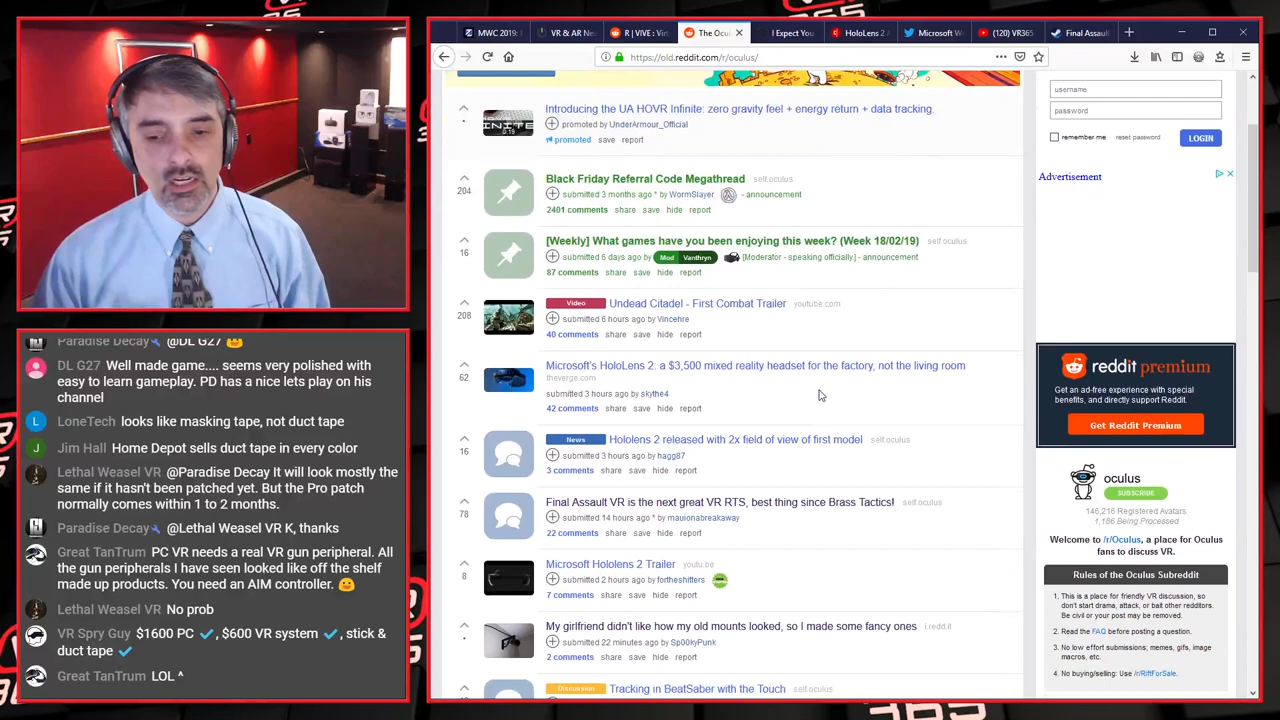 MWC 2019:
VR & AR Ne
R | VIVE : Virt
The Ocu
I Expect You
HoloLens 2 A
Microsoft W
(120) VR365
Final Assault
https://old.reddit.com/r/oculus/
Introducing the UA HOVR Infinite: zero gravity feel + energy return + data tracking.
promoted by UnderArmour_Official
promoted save report
0:19
204
Black Friday Referral Code Megathread self.oculus
submitted 3 months ago * by WormSlayer - announcement
2401 comments share save hide report
16
[Weekly] What games have you been enjoying this week? (Week 18/02/19) self.oculus
submitted 6 days ago by Mod Vanthryn [Moderator - speaking officially.] - announcement
87 comments share save hide report
208
Video Undead Citadel - First Combat Trailer youtube.com
submitted 6 hours ago by Vincehre
40 comments share save hide report
62
Microsoft's HoloLens 2: a $3,500 mixed reality headset for the factory, not the living room
theverge.com
submitted 3 hours ago by skythe4
42 comments share save hide report
16
News Hololens 2 released with 2x field of view of first model self.oculus
submitted 3 hours ago by hagg87
3 comments share save hide report
78
Final Assault VR is the next great VR RTS, best thing since Brass Tactics! self.oculus
submitted 14 hours ago * by mauionabreakaway
22 comments share save hide report
8
Microsoft Hololens 2 Trailer youtu.be
submitted 2 hours ago by fortheshitters
7 comments share save hide report
My girlfriend didn't like how my old mounts looked, so I made some fancy ones i.redd.it
submitted 22 minutes ago by Sp00kyPunk
2 comments share save hide report
Discussion Tracking in BeatSaber with the Touch self.oculus
username
password
remember me reset password LOGIN
Advertisement
reddit premium
Get an ad-free experience with special
benefits, and directly support Reddit.
Get Reddit Premium
oculus
SUBSCRIBE
146,216 Registered Avatars
1,186 Being Processed
Welcome to /r/Oculus, a place for Oculus
fans to discuss VR.
Rules of the Oculus Subreddit
1. This is a place for friendly VR discussion, so
don't start drama, attack, or bait other redditors.
Be civil or your post may be removed.
2. Read the FAQ before posting a question.
3. No low effort submissions; memes, gifs, image
macros, etc.
4. No buying/selling: Use /r/RiftForSale.
Paradise Decay @DL G27
DL G27 Well made game.... seems very polished with
easy to learn gameplay. PD has a nice lets play on his
channel
LoneTech looks like masking tape, not duct tape
Jim Hall Home Depot sells duct tape in every color
Lethal Weasel VR @Paradise Decay It will look mostly the
same if it hasn't been patched yet. But the Pro patch
normally comes within 1 to 2 months.
Paradise Decay @Lethal Weasel VR K, thanks
Great TanTrum PC VR needs a real VR gun peripheral. All
the gun peripherals I have seen looked like off the shelf
made up products. You need an AIM controller.
Lethal Weasel VR No prob
VR Spry Guy $1600 PC ✔, $600 VR system ✔, stick &
duct tape ✔
Great TanTrum LOL ^